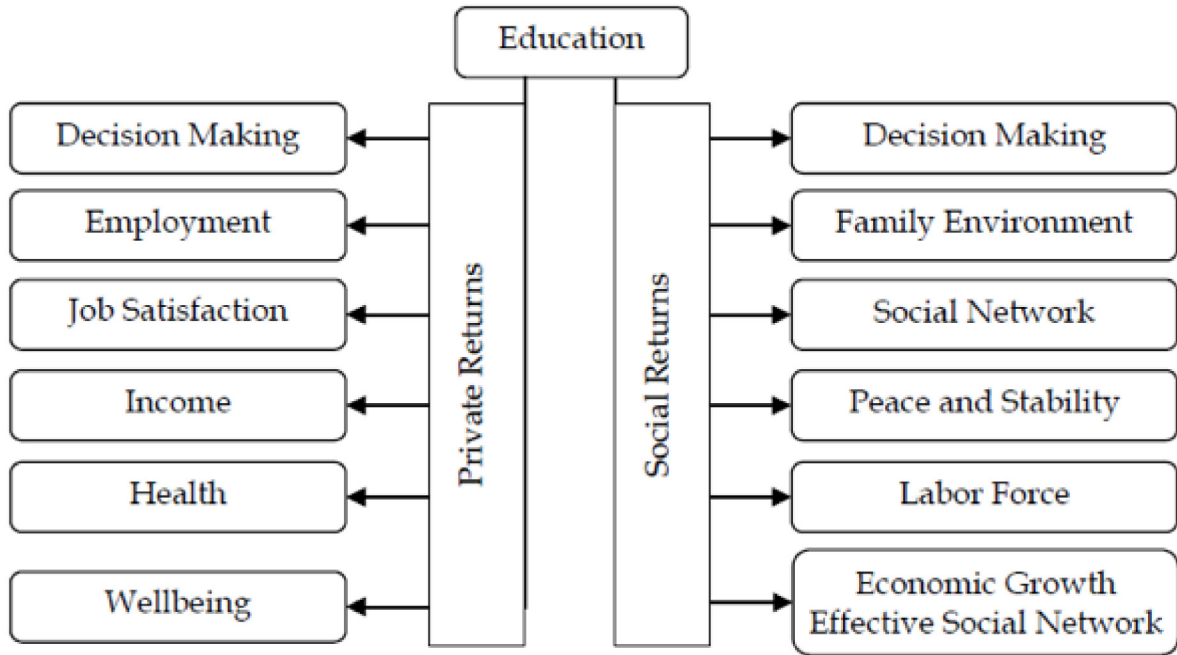 Education
Decision Making
Employment
Job Satisfaction
Income
Health
Wellbeing
Private Returns
Social Returns
Decision Making
Family Environment
Social Network
Peace and Stability
Labor Force
Economic Growth
Effective Social Network